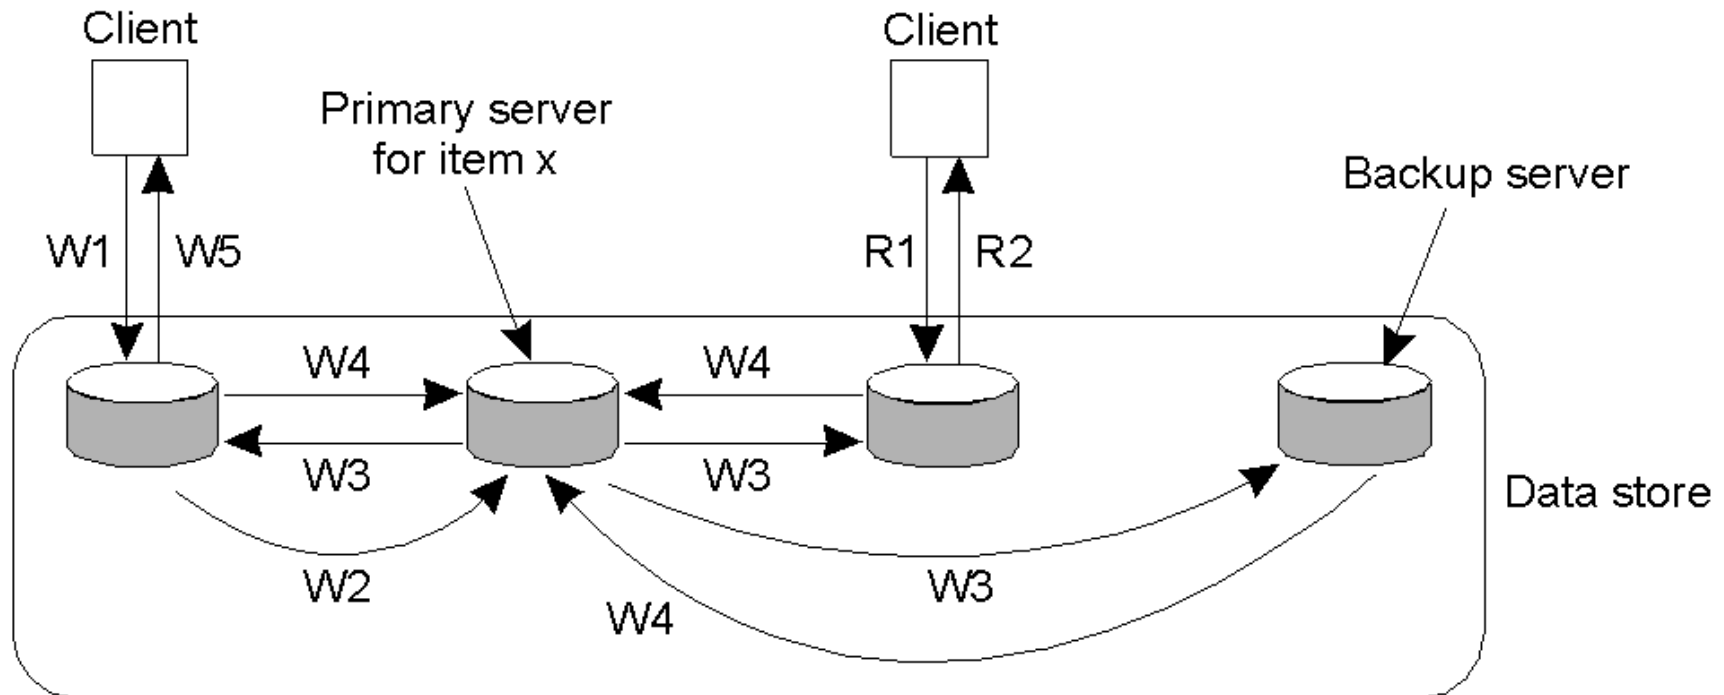 Client
Client
Primary server
for item x
Backup server
W1
W5
R1
R2
W4
W4
W3
W3
Data store
W2
W3
W4